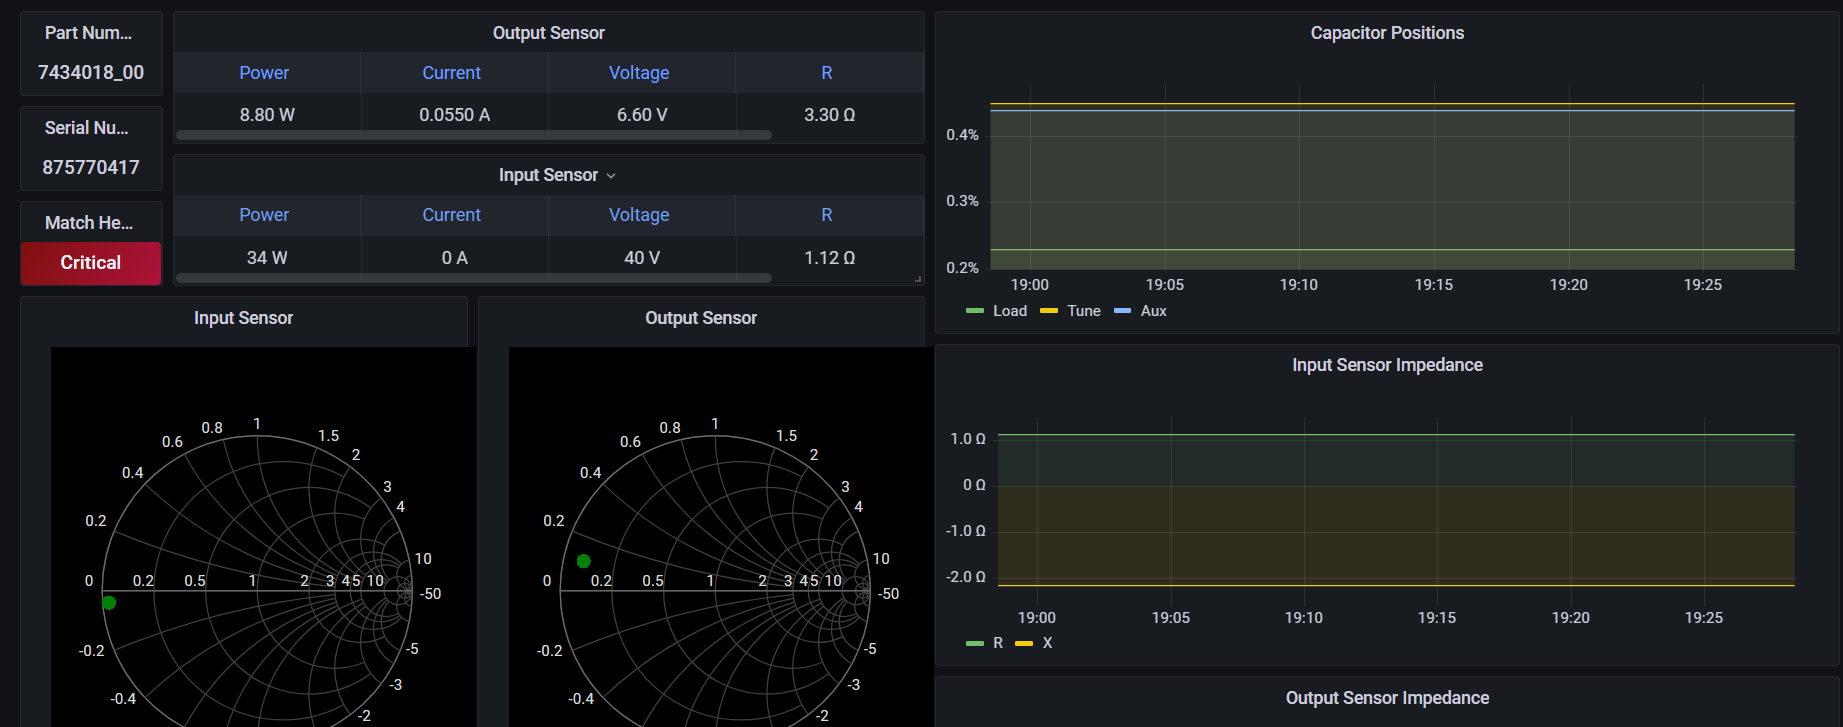 Part Num...
7434018_00
Serial Nu...
875770417
Match He...
Critical
Output Sensor
Power Current Voltage R
8.80 W 0.0550 A 6.60 V 3.30 Ω
Input Sensor
Power Current Voltage R
34 W 0 A 40 V 1.12 Ω
Input Sensor
1
0.8
1.5
0.6
2
0.4
3
4
0.2
10
0 0.2 0.5 1 2 3 4 5 10
-50
-0.2
-5
-0.4
-3
-2
Output Sensor
1
0.8
1.5
0.6
2
0.4
3
4
0.2
10
0 0.2 0.5 1 2 3 4 5 10
-50
-0.2
-5
-0.4
-3
-2
Capacitor Positions
0.4%
0.3%
0.2%
19:00 19:05 19:10 19:15 19:20 19:25
Load Tune Aux
Input Sensor Impedance
1.0 Ω
0 Ω
-1.0 Ω
-2.0 Ω
19:00 19:05 19:10 19:15 19:20 19:25
R X
Output Sensor Impedance